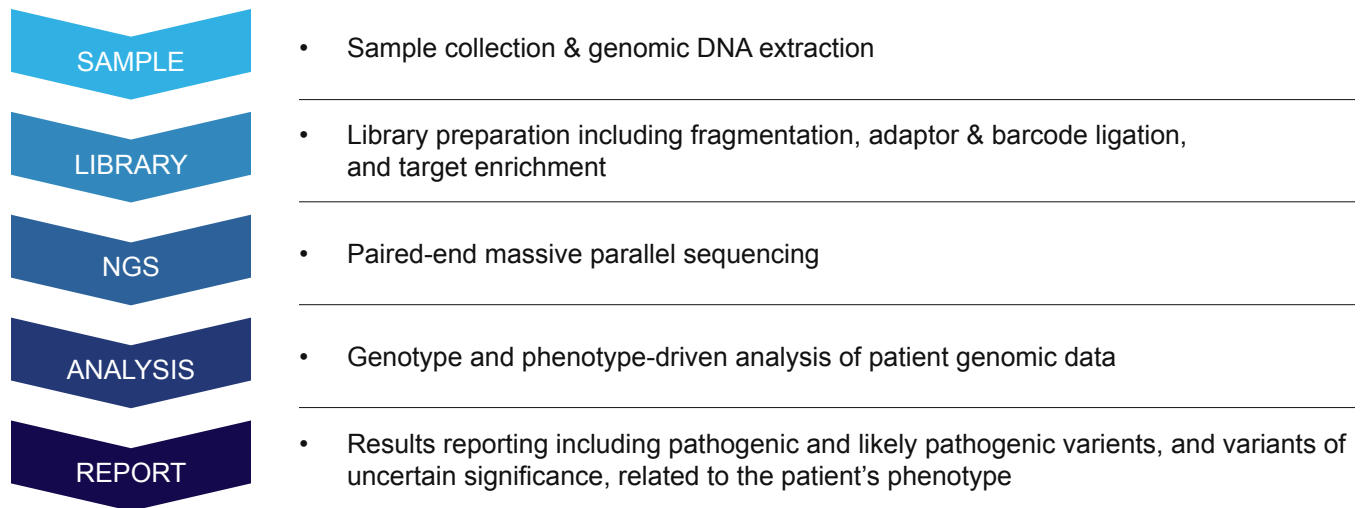 SAMPLE
• Sample collection & genomic DNA extraction
LIBRARY
• Library preparation including fragmentation, adaptor & barcode ligation,
and target enrichment
NGS
• Paired-end massive parallel sequencing
ANALYSIS
• Genotype and phenotype-driven analysis of patient genomic data
REPORT
• Results reporting including pathogenic and likely pathogenic varients, and variants of
uncertain significance, related to the patient’s phenotype